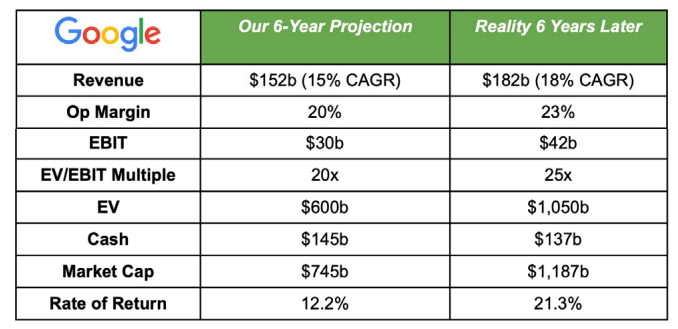 Google Our 6-Year Projection Reality 6 Years Later
Revenue $152b (15% CAGR) $182b (18% CAGR)
Op Margin 20% 23%
EBIT $30b $42b
EV/EBIT Multiple 20x 25x
EV $600b $1,050b
Cash $145b $137b
Market Cap $745b $1,187b
Rate of Return 12.2% 21.3%